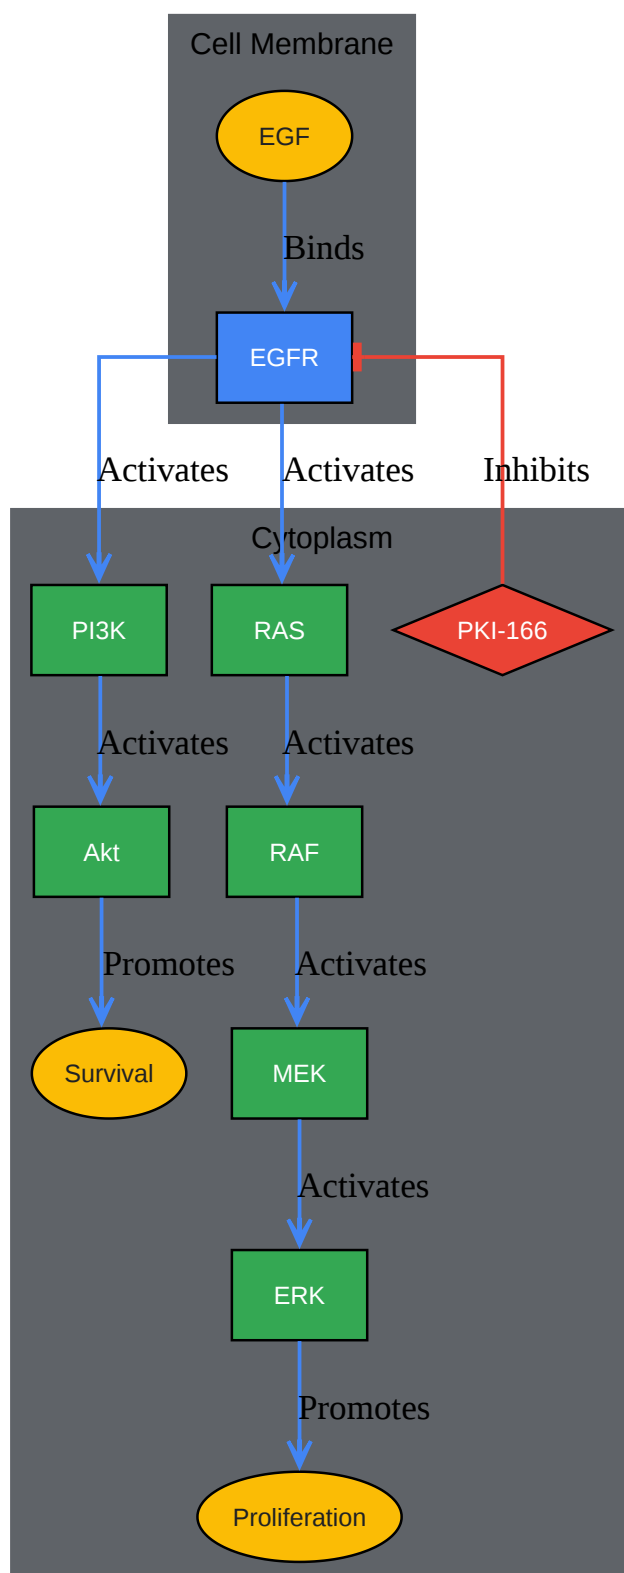 Cell Membrane
EGF
Binds
EGFR
Activates
Activates
Inhibits
Cytoplasm
PI3K
RAS
PKI-166
Activates
Activates
Akt
RAF
Promotes
Activates
Survival
MEK
Activates
ERK
Promotes
Proliferation